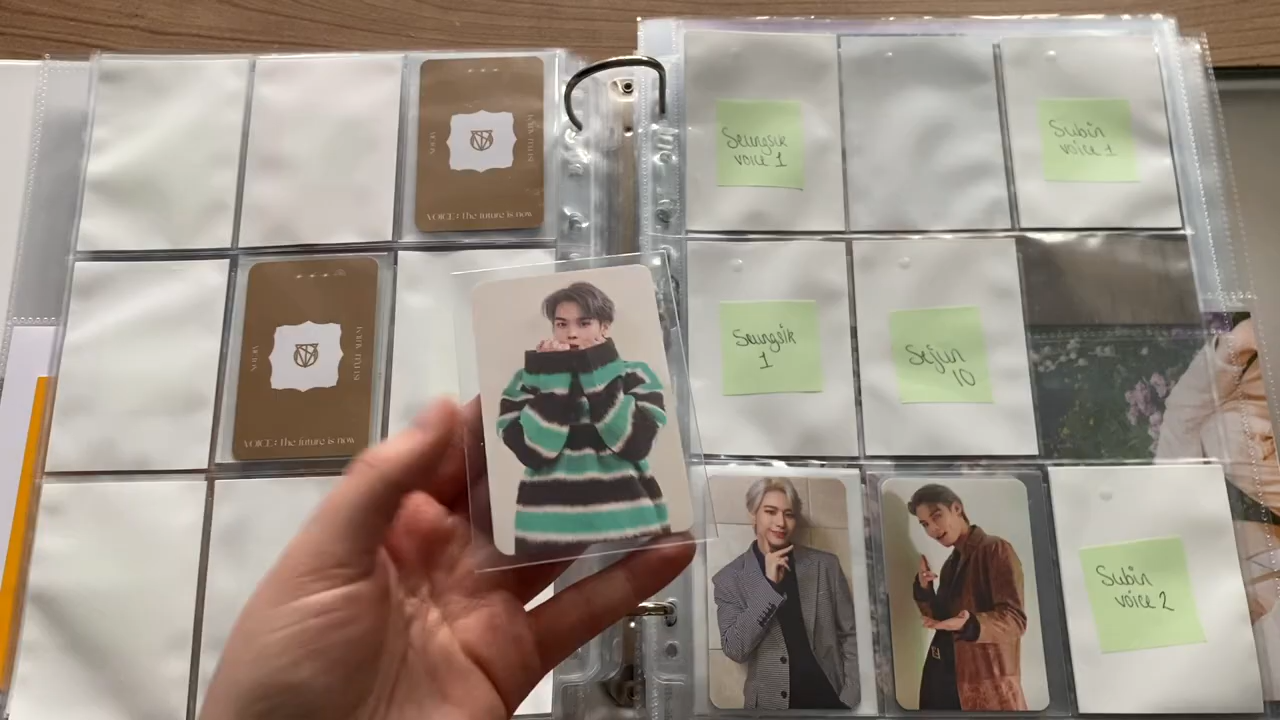 VOICE : The future is now
VOICE : The future is now
Seungsik
voice 1
Subin
voice 1
Seungsik
1
Sejun
10
Subin
voice 2